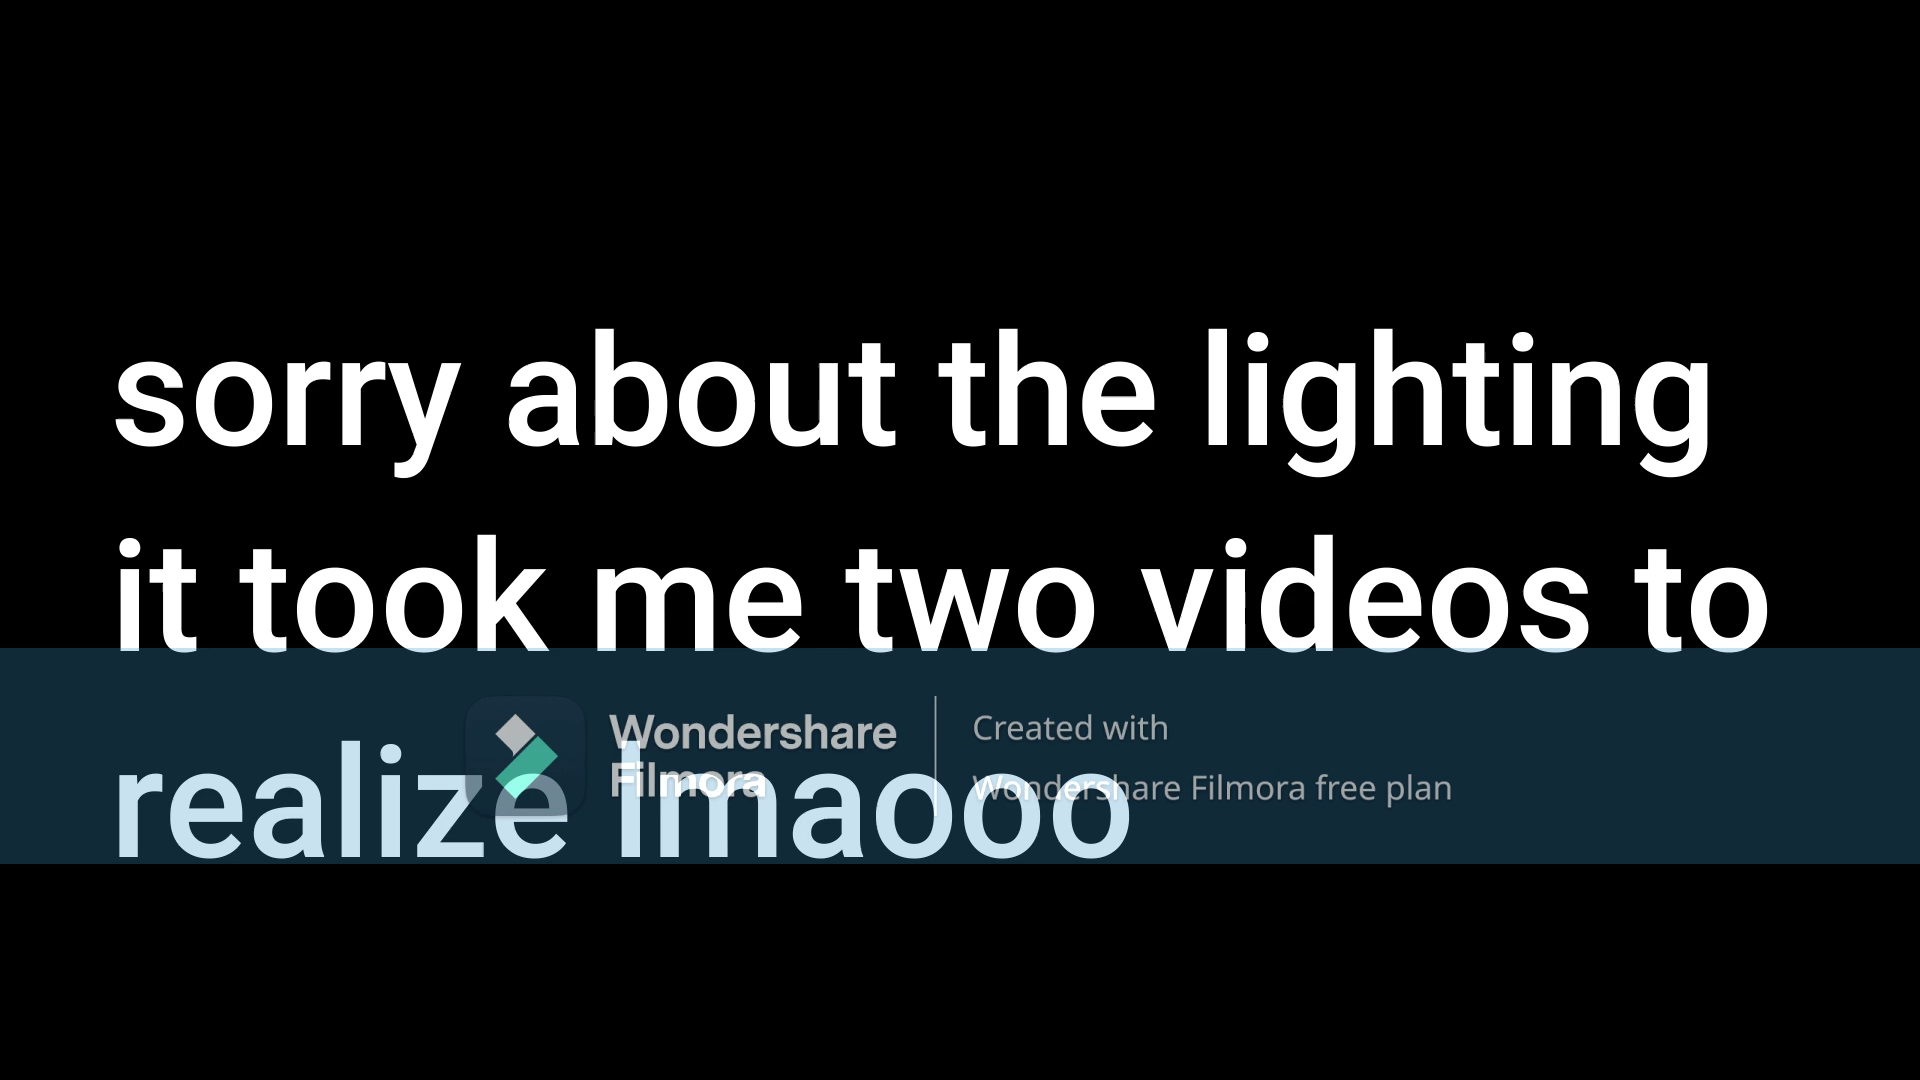 sorry about the lighting
it took me two videos to
realize lmaooo
Wondershare
Filmora
Created with
Wondershare Filmora free plan